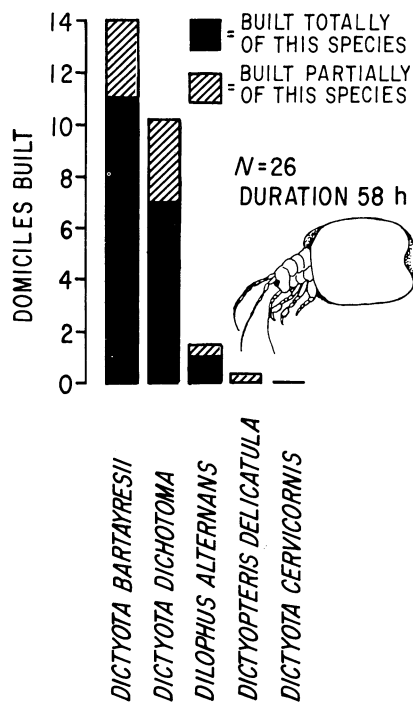 14
12
10
8
6
4
2
0
DOMICILES BUILT
= BUILT TOTALLY
OF THIS SPECIES
= BUILT PARTIALLY
OF THIS SPECIES
N=26
DURATION 58 h
DICTYOTA BARTAYRESII
DICTYOTA DICHOTOMA
DILOPHUS ALTERNANS
DICTYOPTERIS DELICATULA
DICTYOTA CERVICORNIS